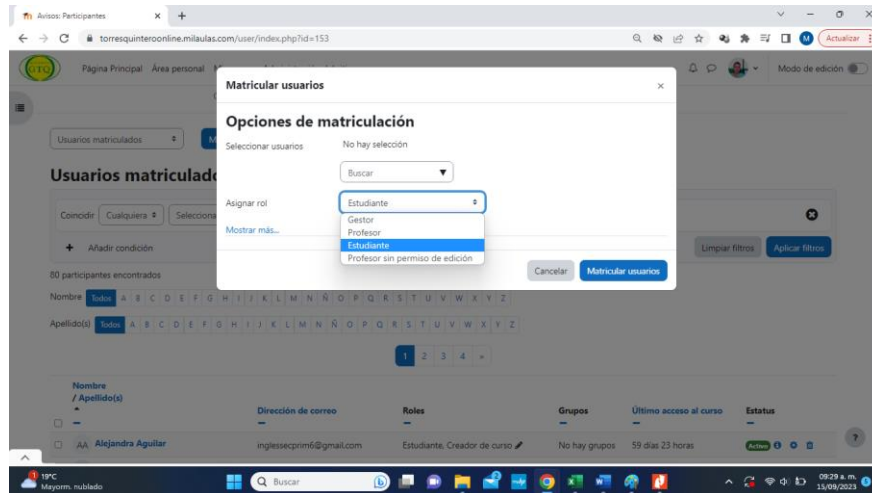 Avisos: Participantes
torresquinteroonline.milaulas.com/user/index.php?id=153
Actualizar
GTQ
Página Principal Área personal
Modo de edición
Matricular usuarios
Opciones de matriculación
Seleccionar usuarios No hay selección
Buscar
Asignar rol Estudiante
Gestor
Profesor
Estudiante
Profesor sin permiso de edición
Mostrar más...
Cancelar Matricular usuarios
Usuarios matriculados
Coincidir Cualquiera
Añadir condición
Limpiar filtros Aplicar filtros
80 participantes encontrados
Nombre Todos A B C D E F G H I J K L M N Ñ O P Q R S T U V W X Y Z
Apellido(s) Todos A B C D E F G H I J K L M N Ñ O P Q R S T U V W X Y Z
1 2 3 4 »
Nombre
/ Apellido(s)
Dirección de correo Roles Grupos Último acceso al curso Estatus
AA Alejandra Aguilar inglessecprim6@gmail.com Estudiante, Creador de curso No hay grupos 59 días 23 horas Activo
19°C
Mayorm. nublado
Buscar
09:29 a. m.
15/09/2023